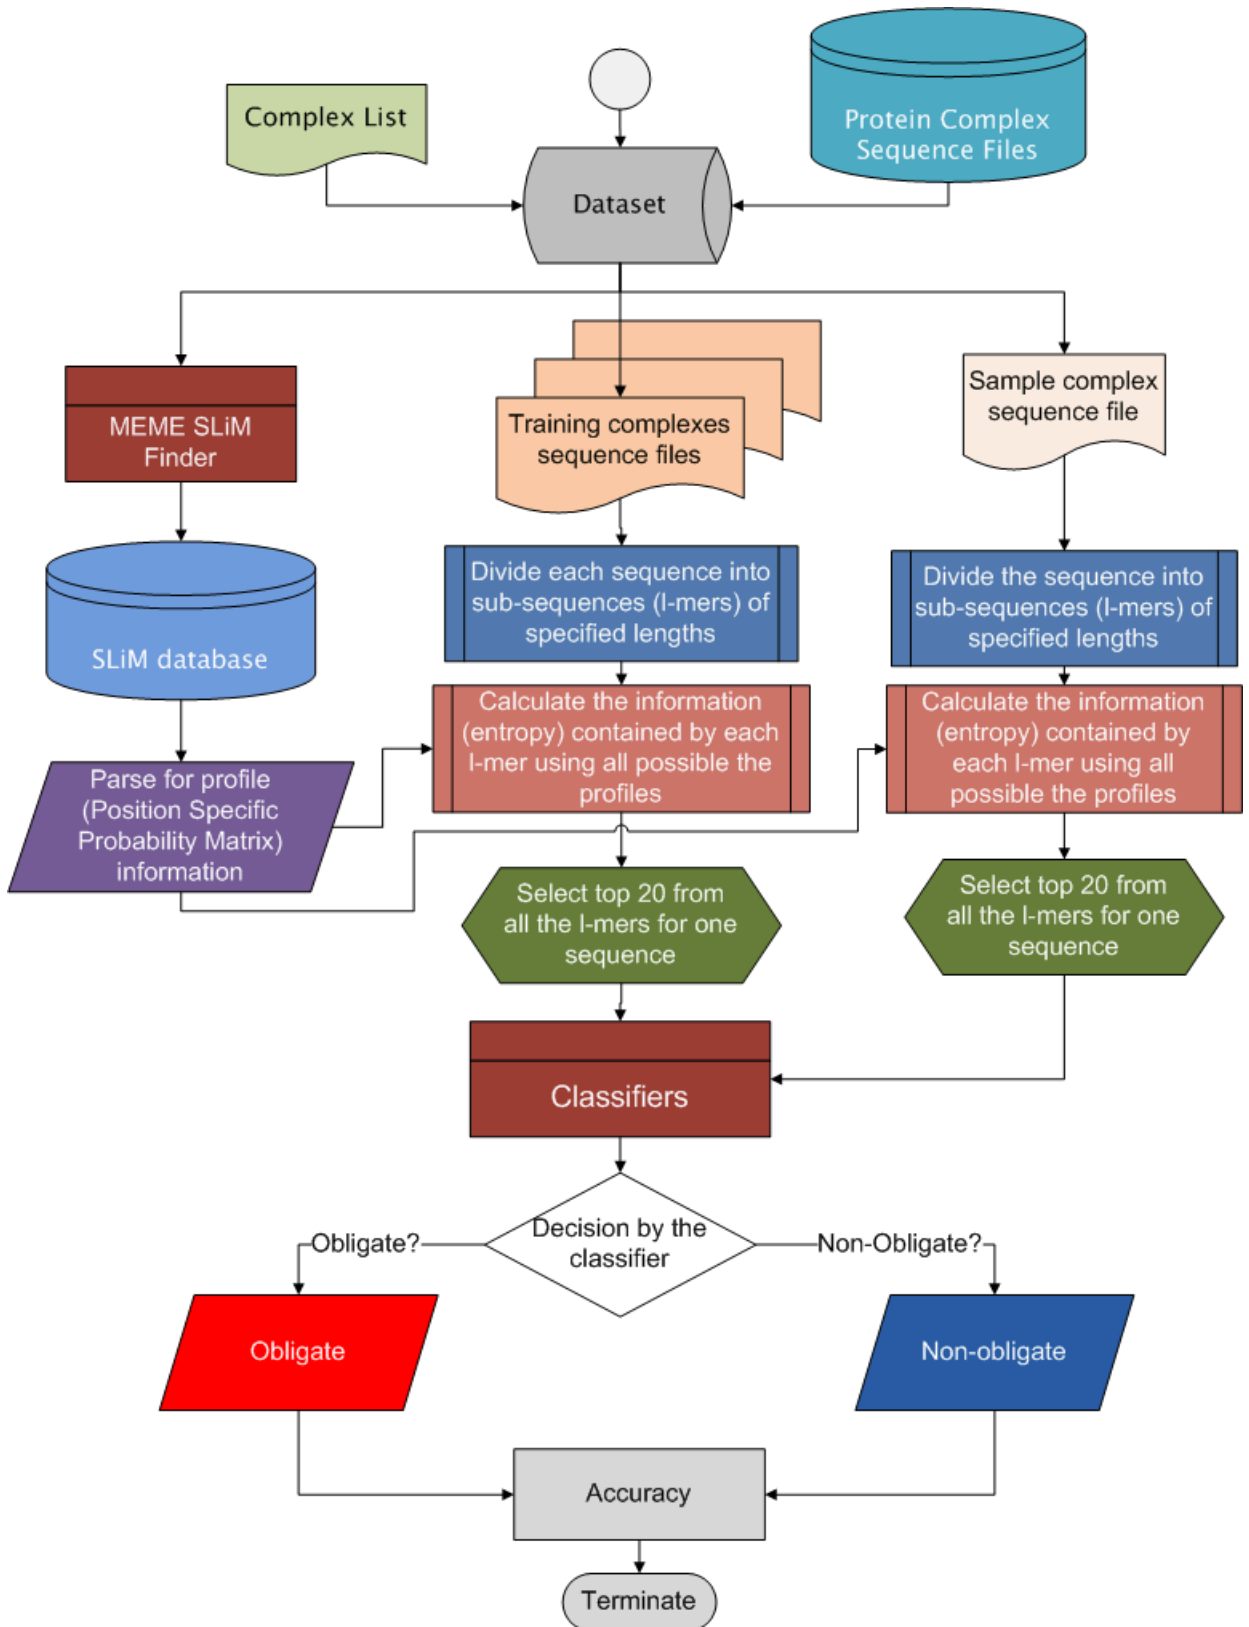 Complex List
Protein Complex
Sequence Files
Dataset
MEME SLiM
Finder
Training complexes
sequence files
Sample complex
sequence file
SLiM database
Divide each sequence into
sub-sequences (l-mers) of
specified lengths
Divide the sequence into
sub-sequences (l-mers) of
specified lengths
Parse for profile
(Position Specific
Probability Matrix)
information
Calculate the information
(entropy) contained by each
l-mer using all possible the
profiles
Calculate the information
(entropy) contained by
each l-mer using all
possible the profiles
Select top 20 from
all the l-mers for one
sequence
Select top 20 from
all the l-mers for one
sequence
Classifiers
Decision by the
classifier
Obligate?
Non-Obligate?
Obligate
Non-obligate
Accuracy
Terminate